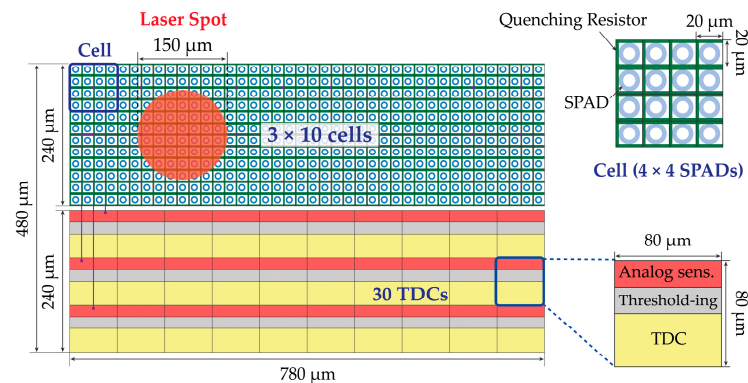 Laser Spot
150 μm
Cell
240 μm
480 μm
3 × 10 cells
240 μm
30 TDCs
780 μm
Quenching Resistor
20 μm
20 μm
SPAD
Cell (4 × 4 SPADs)
80 μm
Analog sens.
Threshold-ing
TDC
80 μm